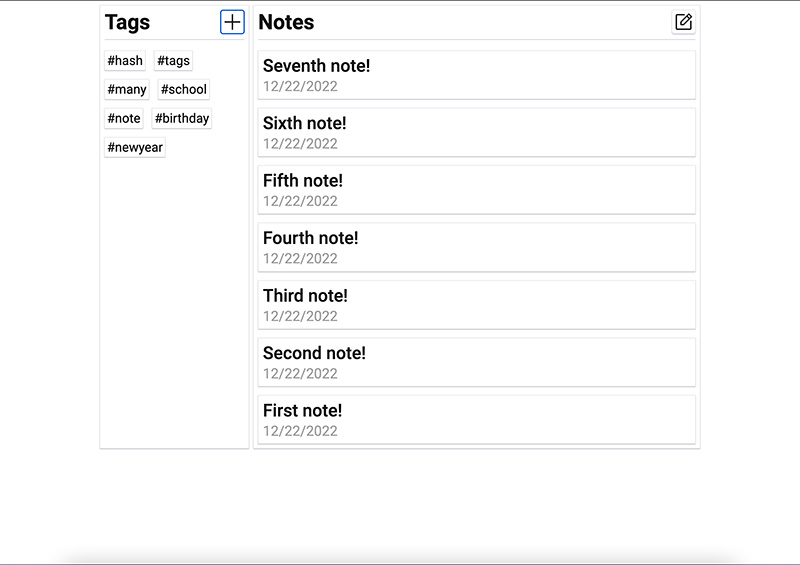 Tags
#hash #tags
#many #school
#note #birthday
#newyear
Notes
Seventh note!
12/22/2022
Sixth note!
12/22/2022
Fifth note!
12/22/2022
Fourth note!
12/22/2022
Third note!
12/22/2022
Second note!
12/22/2022
First note!
12/22/2022